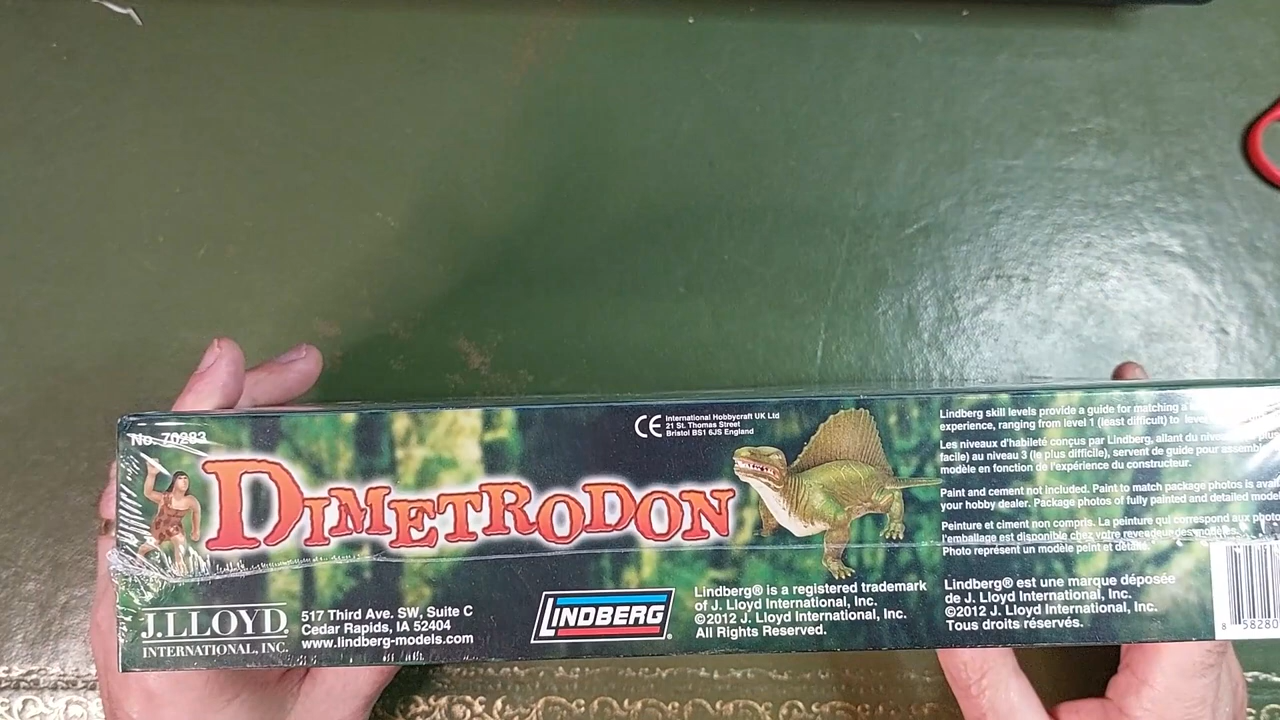 No. 70283
DIMETRODON
J. LLOYD
INTERNATIONAL, INC.
517 Third Ave. SW, Suite C
Cedar Rapids, IA 52404
www.lindberg-models.com
CE
International Hobbycraft UK Ltd
21 St. Thomas Street
Bristol BS1 6JS England
LINDBERG®
Lindberg® is a registered trademark
of J. Lloyd International, Inc.
©2012 J. Lloyd International, Inc.
All Rights Reserved.
Lindberg skill levels provide a guide for matching a
experience, ranging from level 1 (least difficult) to
Les niveaux d'habileté conçus par Lindberg, allant du
facile) au niveau 3 (le plus difficile), servent de guide pour
modèle en fonction de l'expérience du constructeur.
Paint and cement not included. Paint to match package photos is
your hobby dealer. Package photos of fully painted and detailed
Peinture et ciment non compris. La peinture qui correspond aux
l'emballage est disponible chez votre revendeur des
Photo représent un modèle peint et détaillé.
Lindberg® est une marque déposée
de J. Lloyd International, Inc.
©2012 J. Lloyd International, Inc.
Tous droits réservés.
8 58280